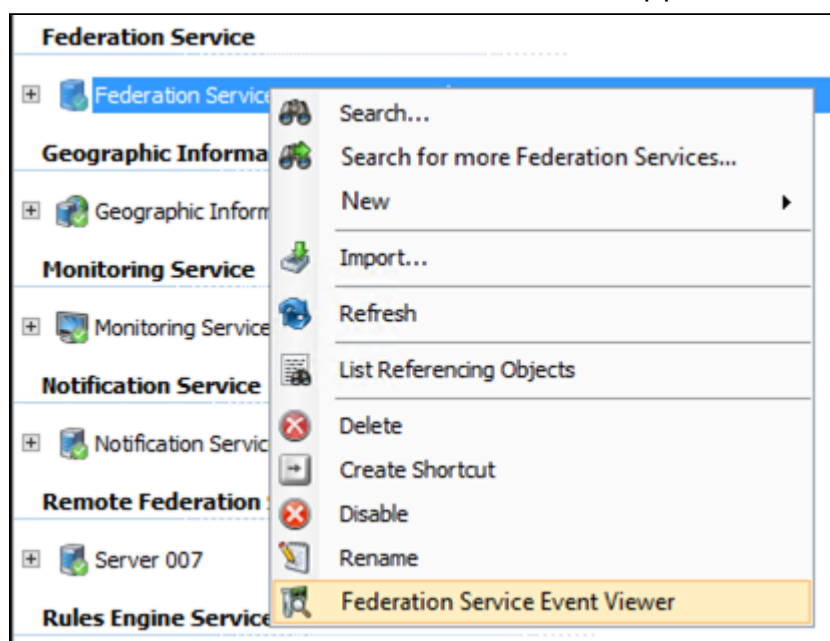 Federation Service
Federation Service
Search...
Geographic Informa
Search for more Federation Services...
New
Geographic Inform
Import...
Monitoring Service
Refresh
Monitoring Service
List Referencing Objects
Notification Service
Delete
Notification Servic
Create Shortcut
Remote Federation
Disable
Server 007
Rename
Federation Service Event Viewer
Rules Engine Service